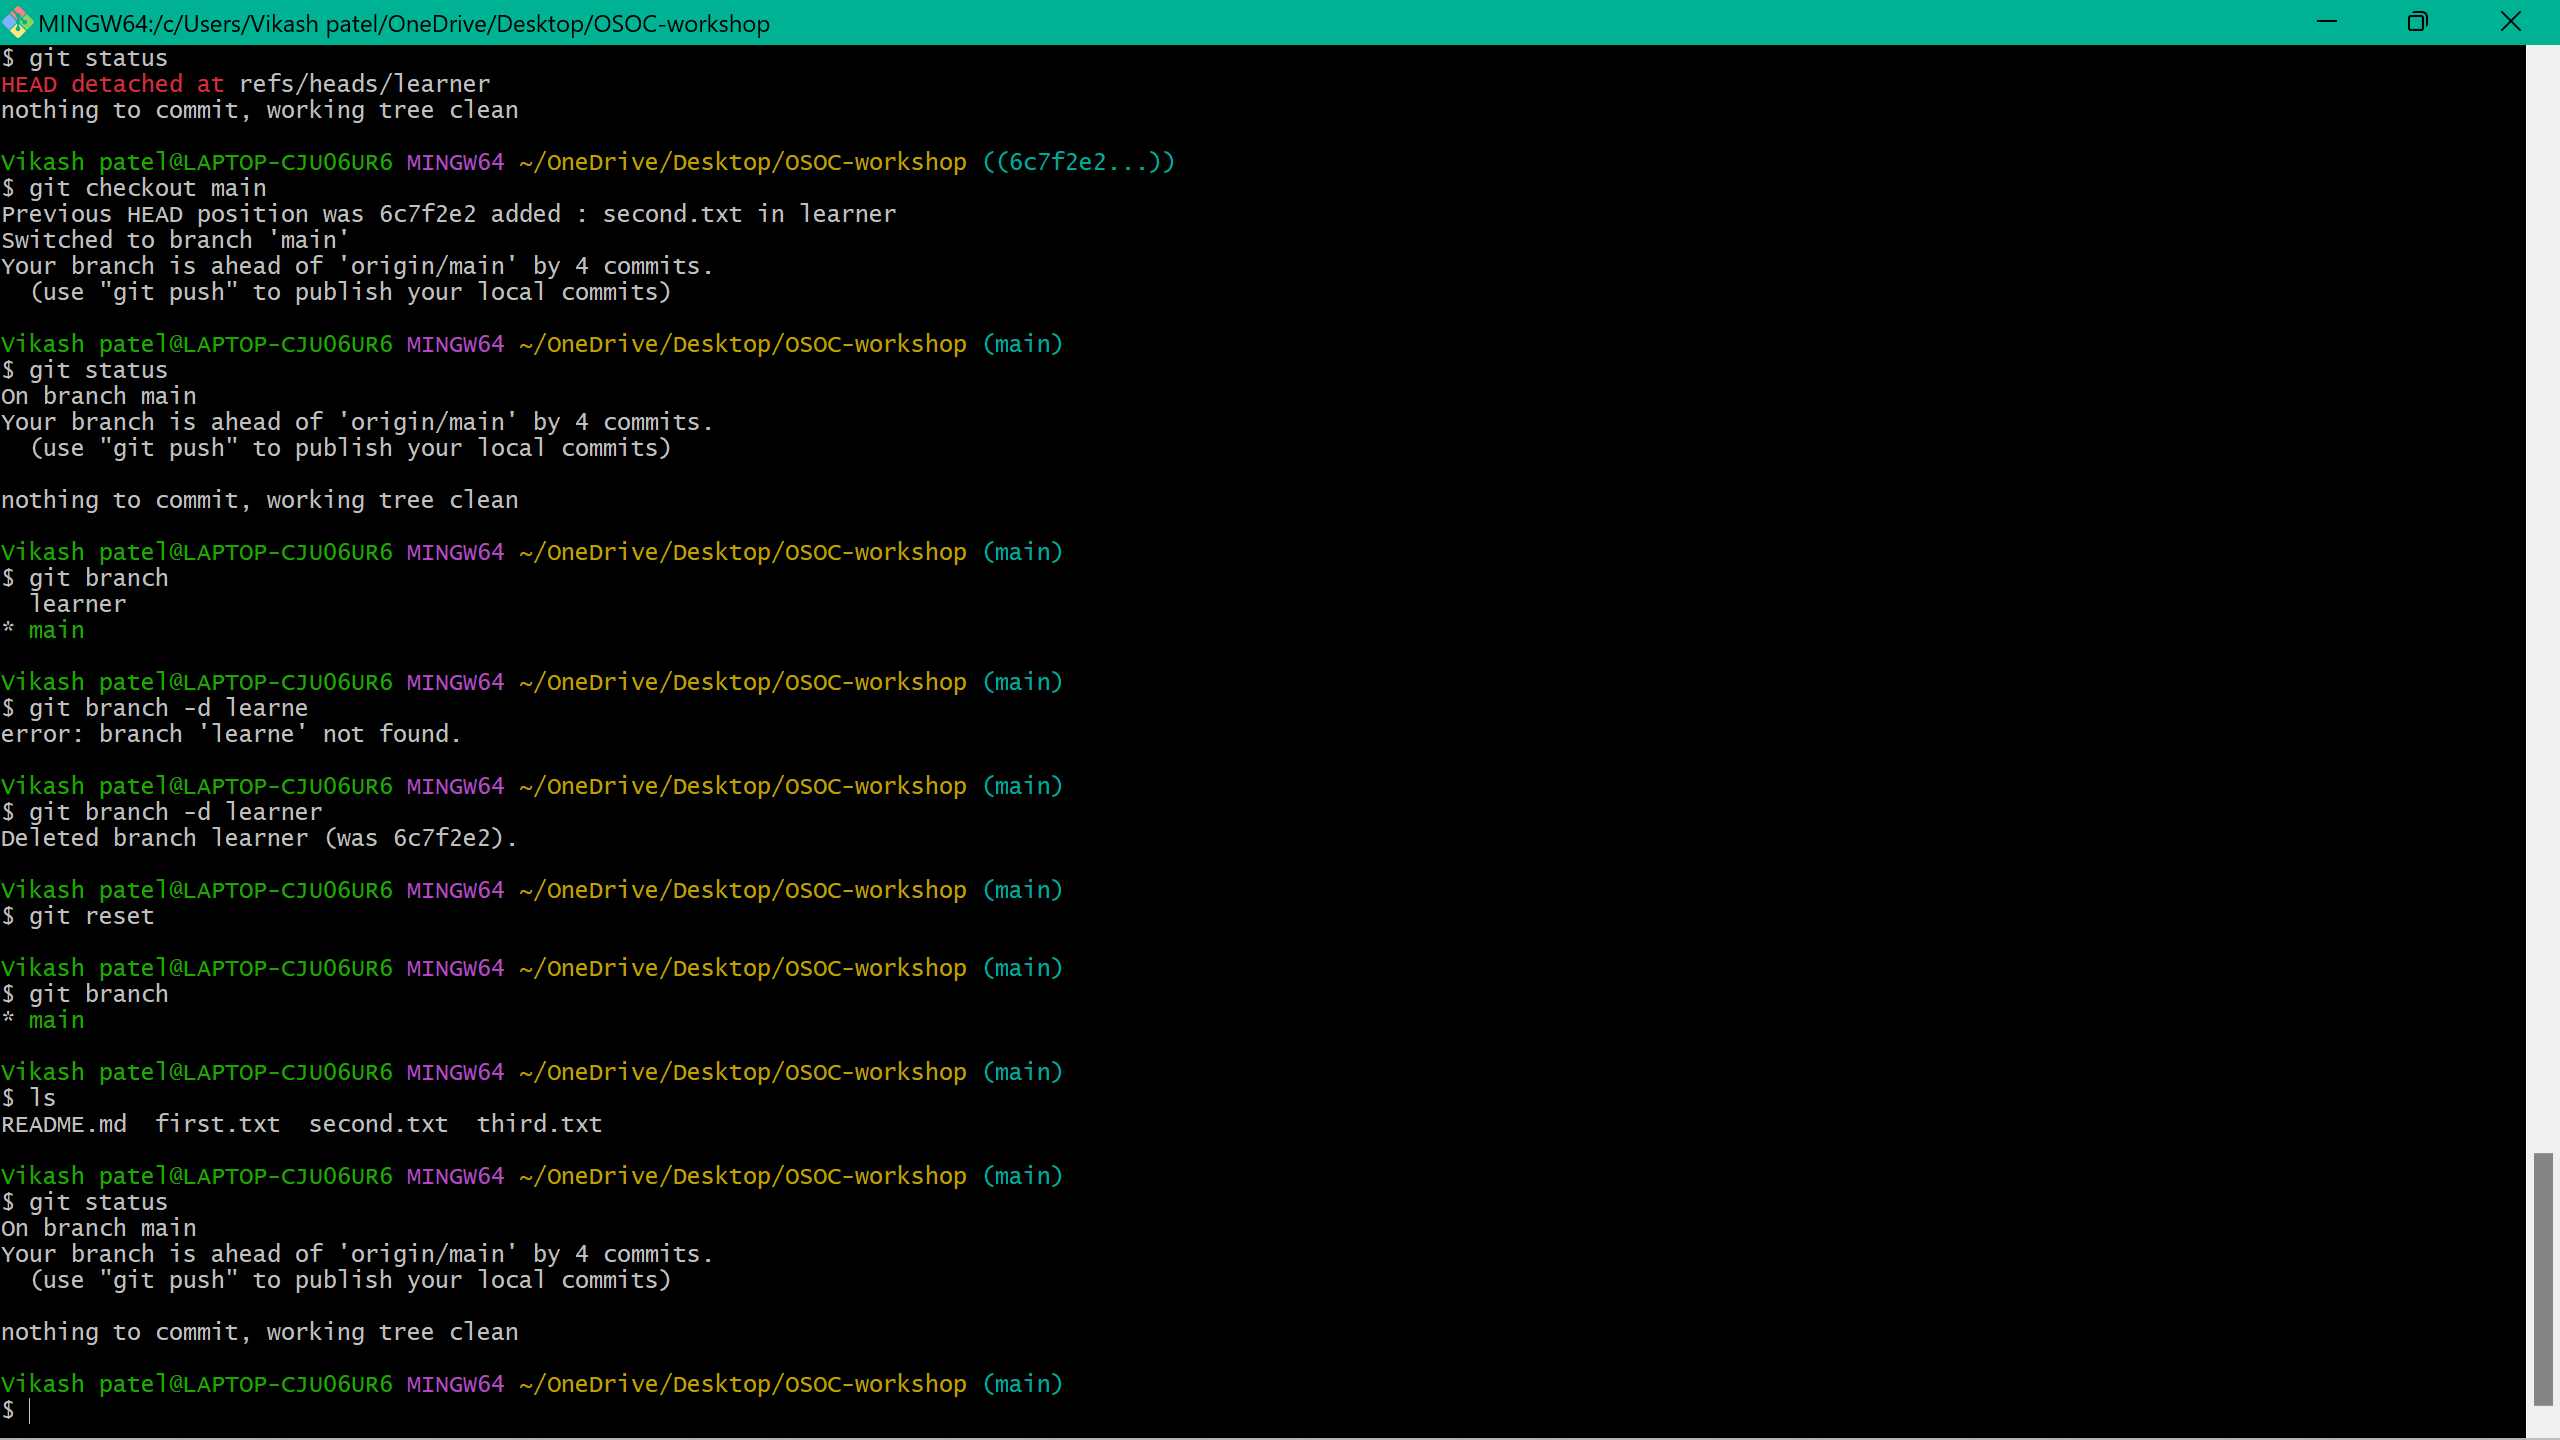 MINGW64:/c/Users/Vikash patel/OneDrive/Desktop/OSOC-workshop
$ git status
HEAD detached at refs/heads/learner
nothing to commit, working tree clean
Vikash patel@LAPTOP-CJU06UR6 MINGW64 ~/OneDrive/Desktop/OSOC-workshop ((6c7f2e2...))
$ git checkout main
Previous HEAD position was 6c7f2e2 added : second.txt in learner
Switched to branch 'main'
Your branch is ahead of 'origin/main' by 4 commits.
  (use "git push" to publish your local commits)
Vikash patel@LAPTOP-CJU06UR6 MINGW64 ~/OneDrive/Desktop/OSOC-workshop (main)
$ git status
On branch main
Your branch is ahead of 'origin/main' by 4 commits.
  (use "git push" to publish your local commits)
nothing to commit, working tree clean
Vikash patel@LAPTOP-CJU06UR6 MINGW64 ~/OneDrive/Desktop/OSOC-workshop (main)
$ git branch
  learner
* main
Vikash patel@LAPTOP-CJU06UR6 MINGW64 ~/OneDrive/Desktop/OSOC-workshop (main)
$ git branch -d learne
error: branch 'learne' not found.
Vikash patel@LAPTOP-CJU06UR6 MINGW64 ~/OneDrive/Desktop/OSOC-workshop (main)
$ git branch -d learner
Deleted branch learner (was 6c7f2e2).
Vikash patel@LAPTOP-CJU06UR6 MINGW64 ~/OneDrive/Desktop/OSOC-workshop (main)
$ git reset
Vikash patel@LAPTOP-CJU06UR6 MINGW64 ~/OneDrive/Desktop/OSOC-workshop (main)
$ git branch
* main
Vikash patel@LAPTOP-CJU06UR6 MINGW64 ~/OneDrive/Desktop/OSOC-workshop (main)
$ ls
README.md  first.txt  second.txt  third.txt
Vikash patel@LAPTOP-CJU06UR6 MINGW64 ~/OneDrive/Desktop/OSOC-workshop (main)
$ git status
On branch main
Your branch is ahead of 'origin/main' by 4 commits.
  (use "git push" to publish your local commits)
nothing to commit, working tree clean
Vikash patel@LAPTOP-CJU06UR6 MINGW64 ~/OneDrive/Desktop/OSOC-workshop (main)
$